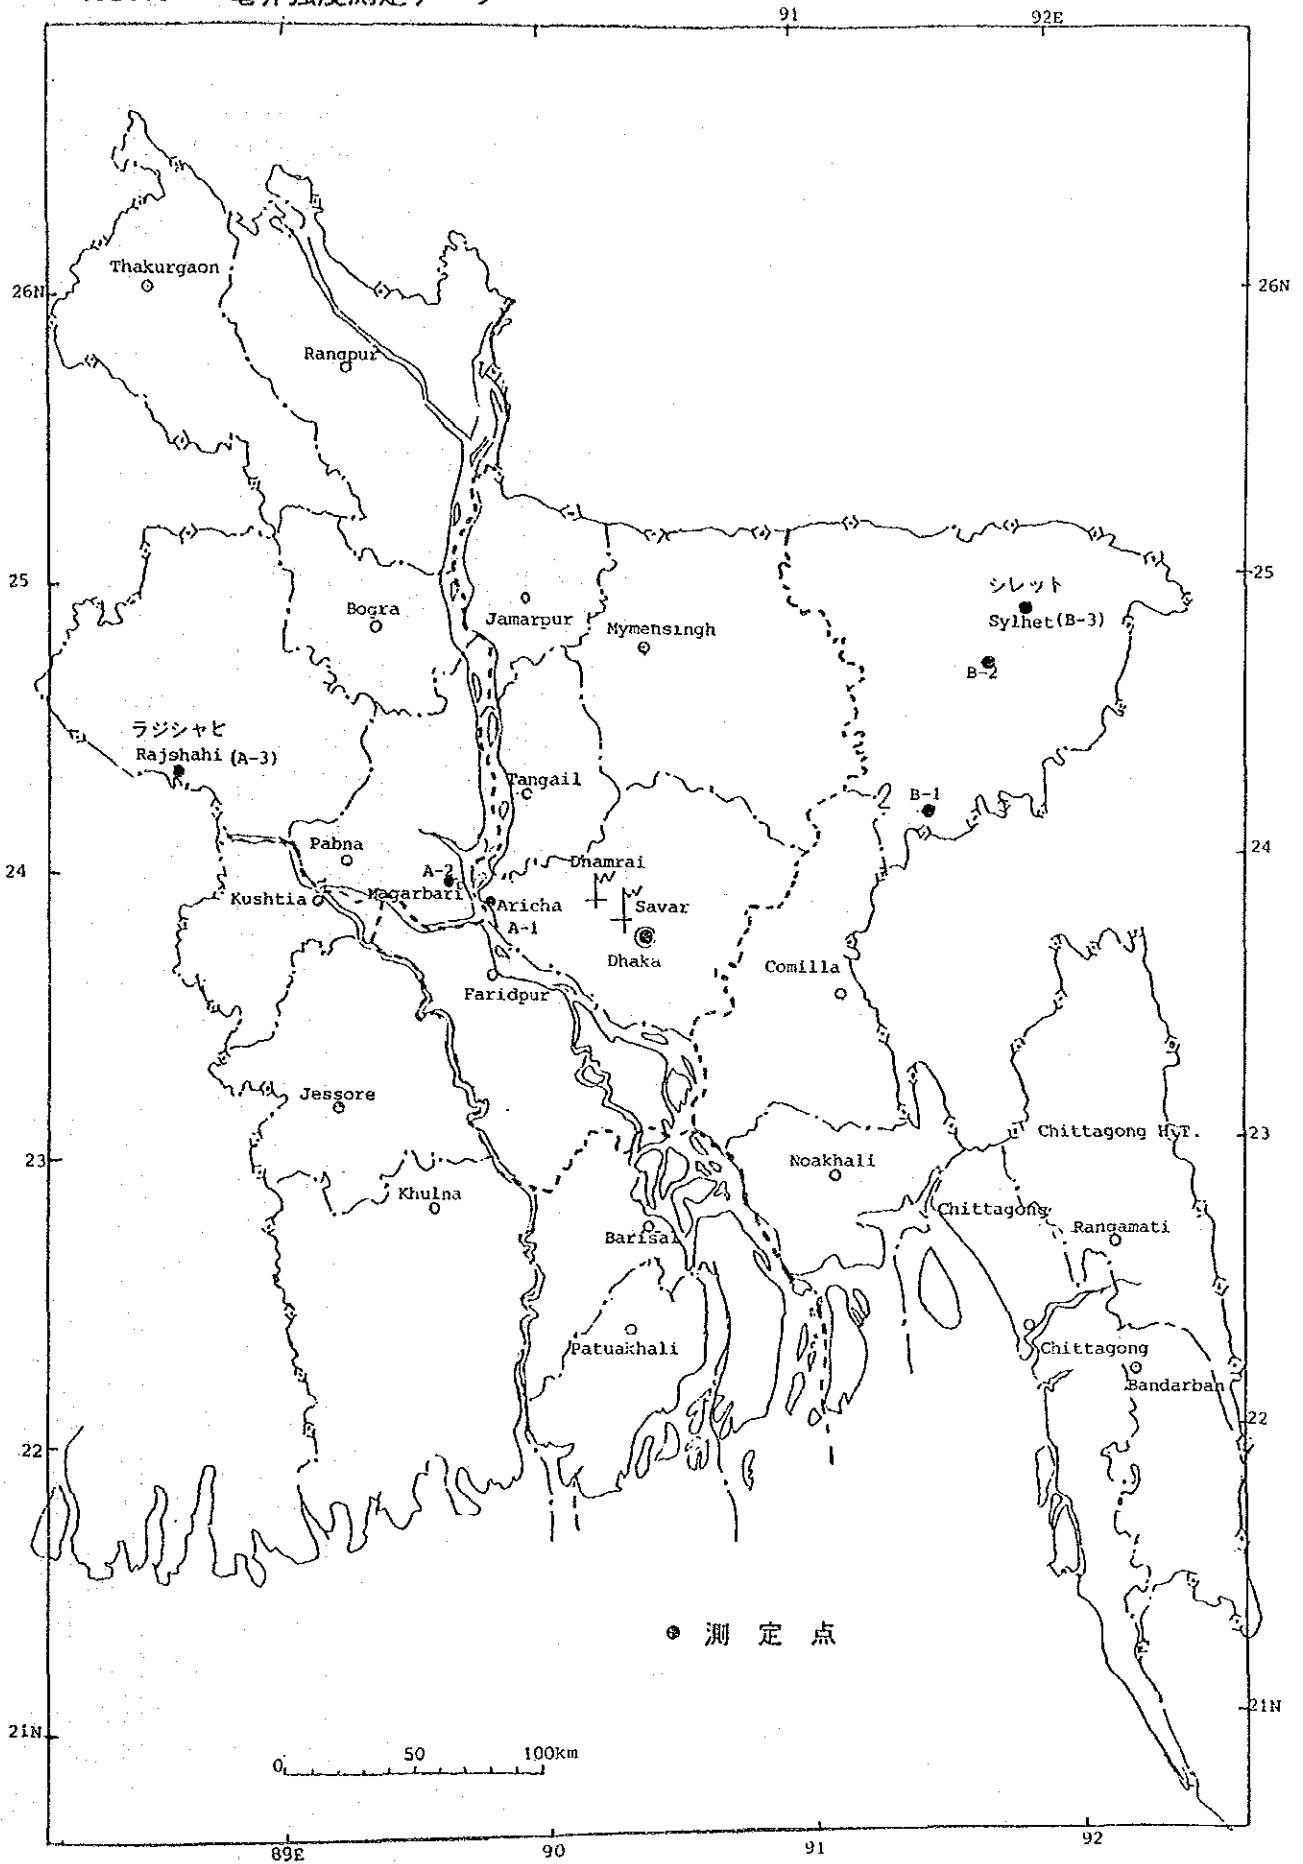 電界強度測定データ
91
92E
Thakurgaon
26N
26N
Rangpur
25
25
シレット
Bogra
Jamarpur
Mymensingh
Sylhet(B-3)
B-2
ラジシャヒ
Rajshahi (A-3)
Tangail
B-1
Pabna
24
24
Dhamrai
A-2
Nagarbari
Kushtia
Aricha
Savar
A-1
Dhaka
Comilla
Faridpur
Jessore
Chittagong H.T.
23
23
Noakhali
Khulna
Chittagong
Rangamati
Barisal
Patuakhali
Chittagong
Bandarban
22
22
測定点
21N
21N
0 50 100km
89E
90
91
92